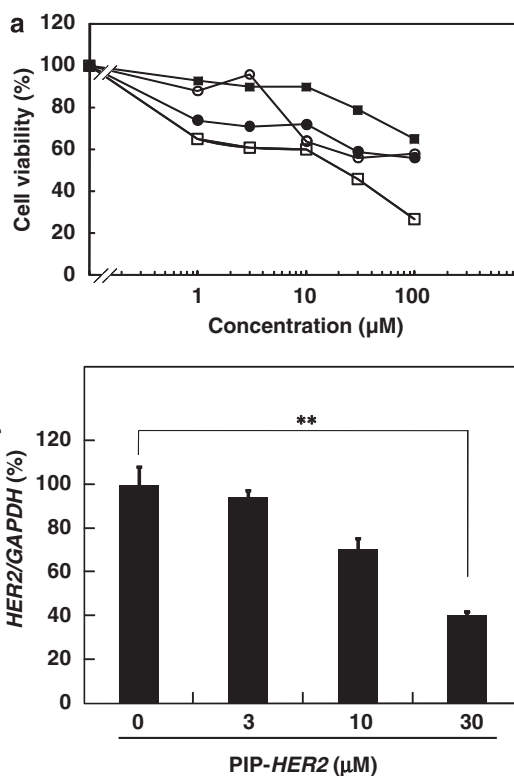 a
120
100
80
60
40
20
0
Cell viability (%)
1 10 100
Concentration (µM)
**
120
100
80
60
40
20
0
HER2/GAPDH (%)
0 3 10 30
PIP-HER2 (µM)